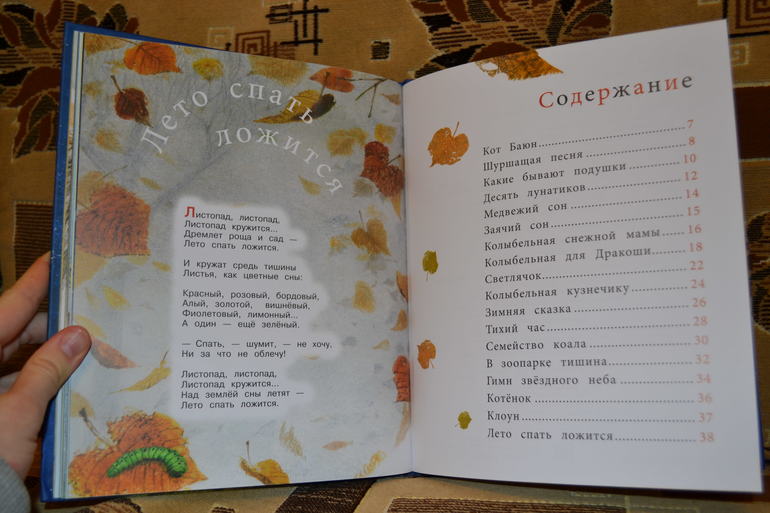 Лето спать
ложится
Листопад, листопад,
Листопад кружится...
Дремлет роща и сад —
Лето спать ложится.
И кружат средь тишины
Листья, как цветные сны:
Красный, розовый, бордовый,
Алый, золотой, вишнёвый,
Фиолетовый, лимонный...
А один — ещё зелёный.
— Спать, — шумит, — не хочу,
Ни за что не облечу!
Листопад, листопад,
Листопад кружится...
Над землёй сны летят —
Лето спать ложится.
Содержание
Кот Баюн 7
Шуршащая песня 8
Какие бывают подушки 10
Десять лунатиков 12
Медвежий сон 14
Заячий сон 15
Колыбельная снежной мамы 16
Колыбельная для Дракоши 18
Светлячок 22
Колыбельная кузнечику 24
Зимняя сказка 26
Тихий час 28
Семейство коала 30
В зоопарке тишина 32
Гимн звёздного неба 34
Котёнок 36
Клоун 37
Лето спать ложится 38